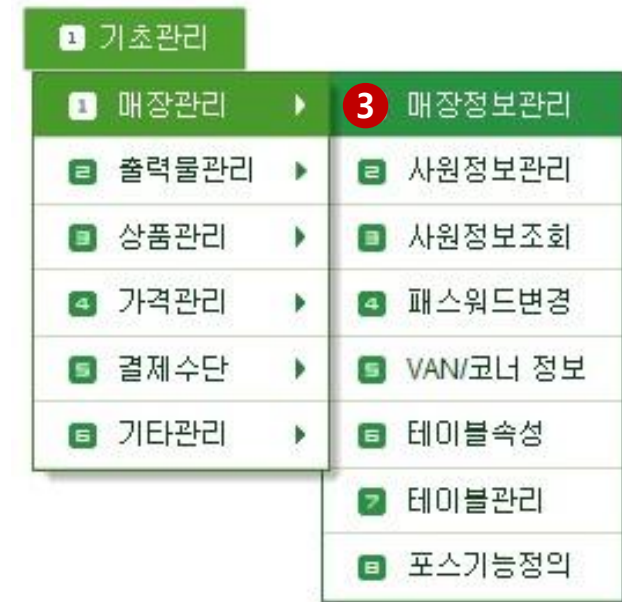 1 기초관리
1 매장관리
2 출력물관리
3 상품관리
4 가격관리
5 결제수단
6 기타관리
3 매장정보관리
2 사원정보관리
3 사원정보조회
4 패스워드변경
5 VAN/코너 정보
6 테이블속성
7 테이블관리
8 포스기능정의